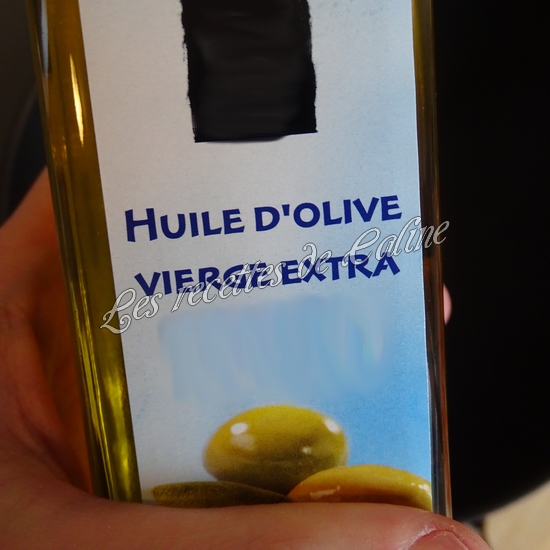 HUILE D'OLIVE
VIERGE EXTRA
Les recettes de Caline